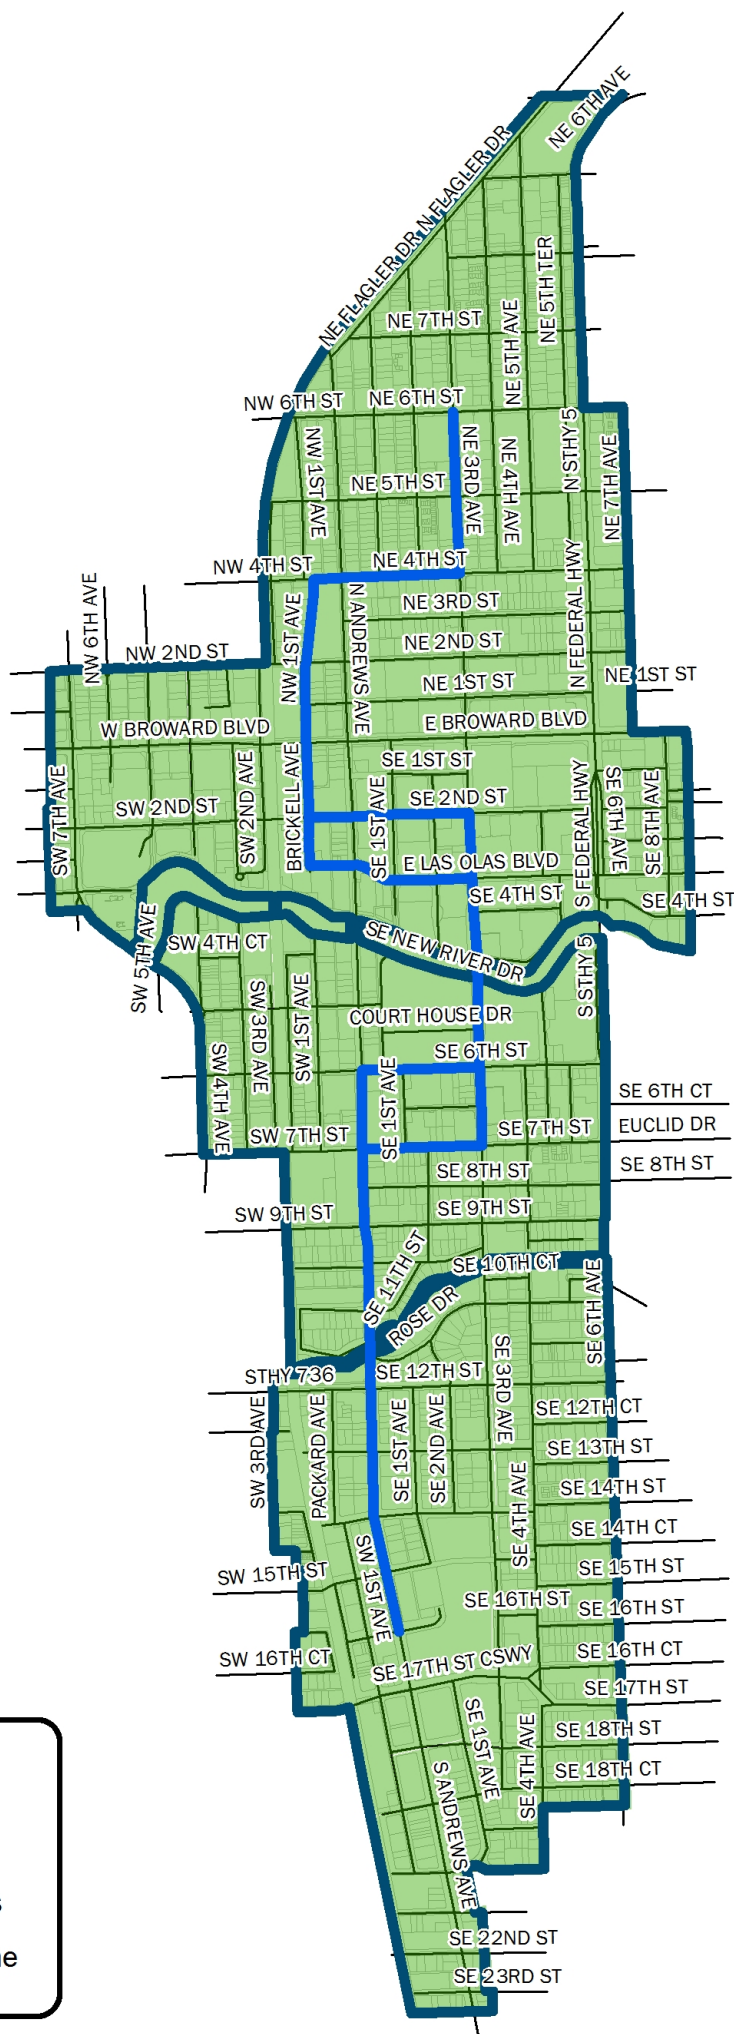 NE 6TH AVE
NE FLAGLER DR N FLAGLER DR
NE 5TH TER
NE 7TH ST
NE 5TH AVE
NW 6TH ST
NE 6TH ST
N STHY 5
NW 1ST AVE
NE 3RD AVE
NE 4TH AVE
NE 7TH AVE
NE 5TH ST
NW 4TH ST
NE 4TH ST
NW 6TH AVE
NW 1ST AVE
N ANDREWS AVE
NE 3RD ST
N FEDERAL HWY
NW 2ND ST
NE 2ND ST
NE 1ST ST
NE 1ST ST
W BROWARD BLVD
E BROWARD BLVD
SE 1ST ST
SW 7TH AVE
SW 2ND ST
SW 2ND AVE
BRICKELL AVE
SE 1ST AVE
SE 2ND ST
S FEDERAL HWY
SE 6TH AVE
SE 8TH AVE
E LAS OLAS BLVD
SE 4TH ST
SE 4TH ST
SW 5TH AVE
SW 4TH CT
SE NEW RIVER DR
S STHY 5
SW 3RD AVE
SW 1ST AVE
COURT HOUSE DR
SW 4TH AVE
SE 6TH ST
SE 1ST AVE
SE 6TH CT
SW 7TH ST
SE 7TH ST
EUCLID DR
SE 8TH ST
SE 8TH ST
SW 9TH ST
SE 9TH ST
SE 11TH ST
SE 10TH CT
ROSE DR
SE 6TH AVE
STHY 736
SE 12TH ST
SE 3RD AVE
SW 3RD AVE
PACKARD AVE
SE 1ST AVE
SE 2ND AVE
SE 12TH CT
SE 13TH ST
SE 4TH AVE
SE 14TH ST
SE 14TH CT
SW 15TH ST
SW 1ST AVE
SE 15TH ST
SE 16TH ST
SE 16TH ST
SW 16TH CT
SE 17TH ST CSWY
SE 16TH CT
SE 17TH ST
SE 1ST AVE
SE 4TH AVE
SE 18TH ST
S ANDREWS AVE
SE 18TH CT
SE 22ND ST
SE 23RD ST